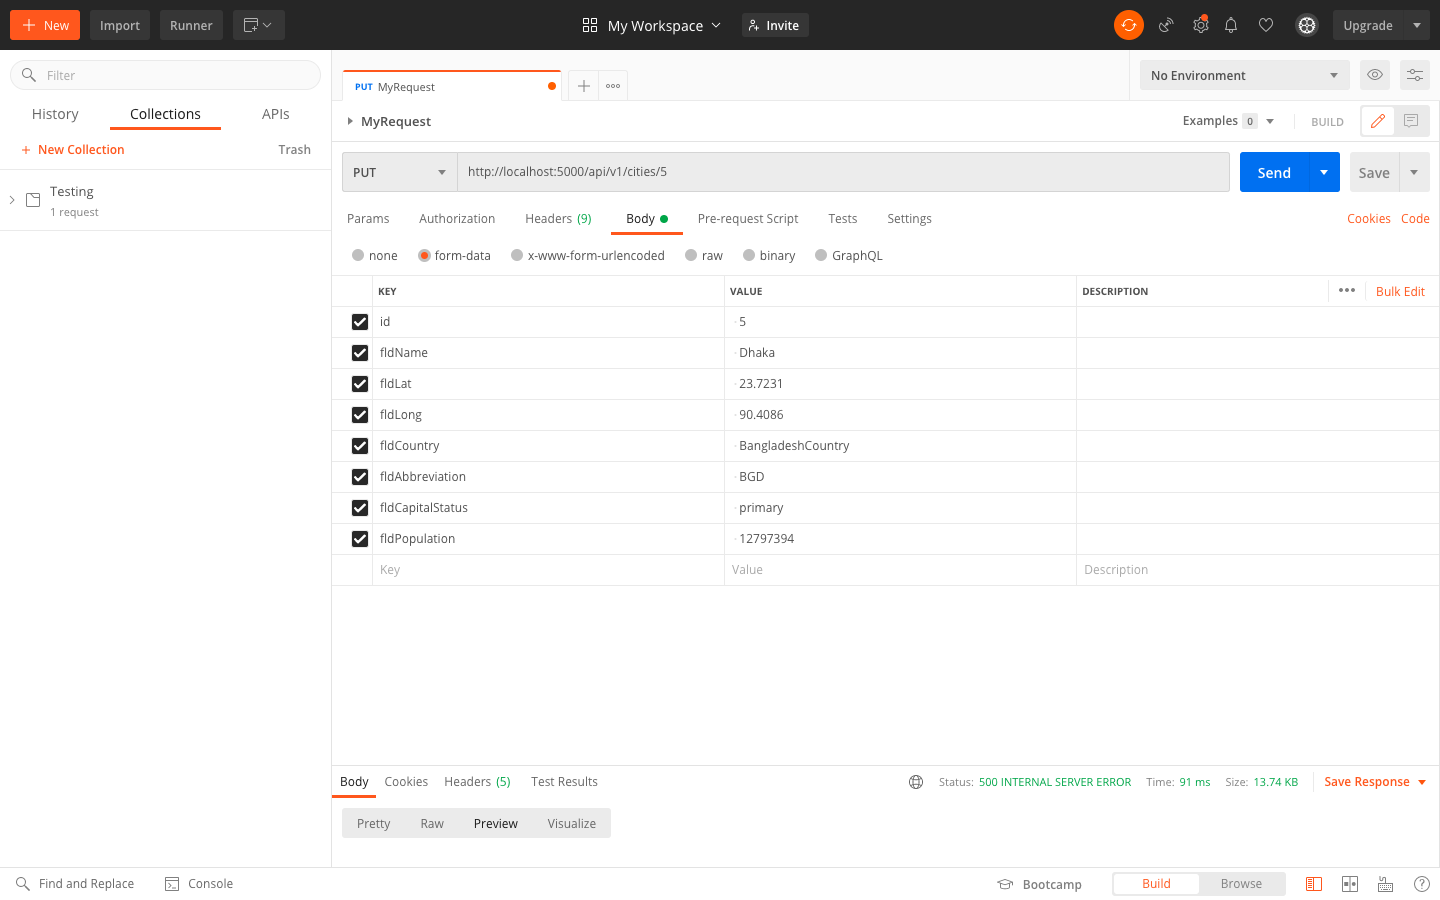 New Import Runner My Workspace Invite Upgrade
Filter
History Collections APIs
+ New Collection Trash
Testing
1 request
PUT MyRequest
No Environment
MyRequest Examples 0 BUILD
PUT http://localhost:5000/api/v1/cities/5 Send Save
Params Authorization Headers (9) Body Pre-request Script Tests Settings Cookies Code
none form-data x-www-form-urlencoded raw binary GraphQL
KEY VALUE DESCRIPTION Bulk Edit
id 5
fldName Dhaka
fldLat 23.7231
fldLong 90.4086
fldCountry BangladeshCountry
fldAbbreviation BGD
fldCapitalStatus primary
fldPopulation 12797394
Key Value Description
Body Cookies Headers (5) Test Results Status: 500 INTERNAL SERVER ERROR Time: 91 ms Size: 13.74 KB Save Response
Pretty Raw Preview Visualize
Find and Replace Console Bootcamp Build Browse